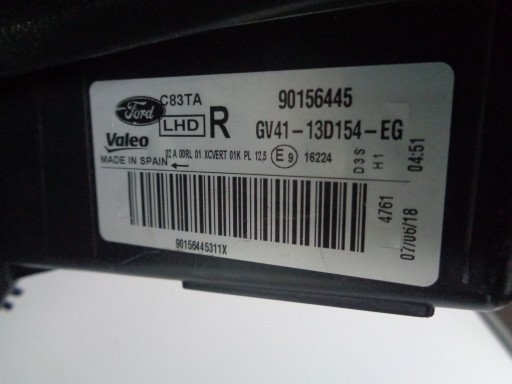 C83TA
90156445
Ford
LHD R
GV41-13D154-EG
Valeo
02 A 00RL 01 XCVERT 01K PL 12,5 E 9 16224
MADE IN SPAIN ←
D3S
H1
04:51
4761
07/06/18
90156445311X